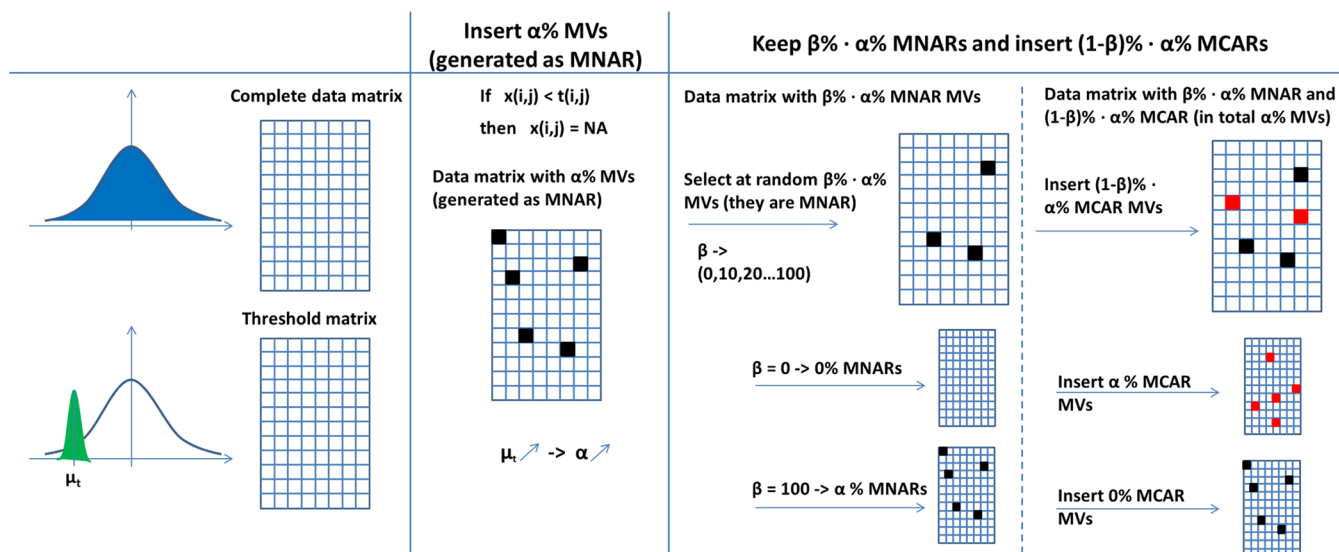 Insert α% MVs
(generated as MNAR)
Keep β% · α% MNARs and insert (1-β)% · α% MCARs
Complete data matrix
Threshold matrix
μt
If x(i,j) < t(i,j)
then x(i,j) = NA
Data matrix with α% MVs
(generated as MNAR)
μt -> α
Data matrix with β% · α% MNAR MVs
Select at random β% · α%
MVs (they are MNAR)
β ->
(0,10,20...100)
β = 0 -> 0% MNARs
β = 100 -> α % MNARs
Data matrix with β% · α% MNAR and
(1-β)% · α% MCAR (in total α% MVs)
Insert (1-β)% ·
α% MCAR MVs
Insert α % MCAR
MVs
Insert 0% MCAR
MVs